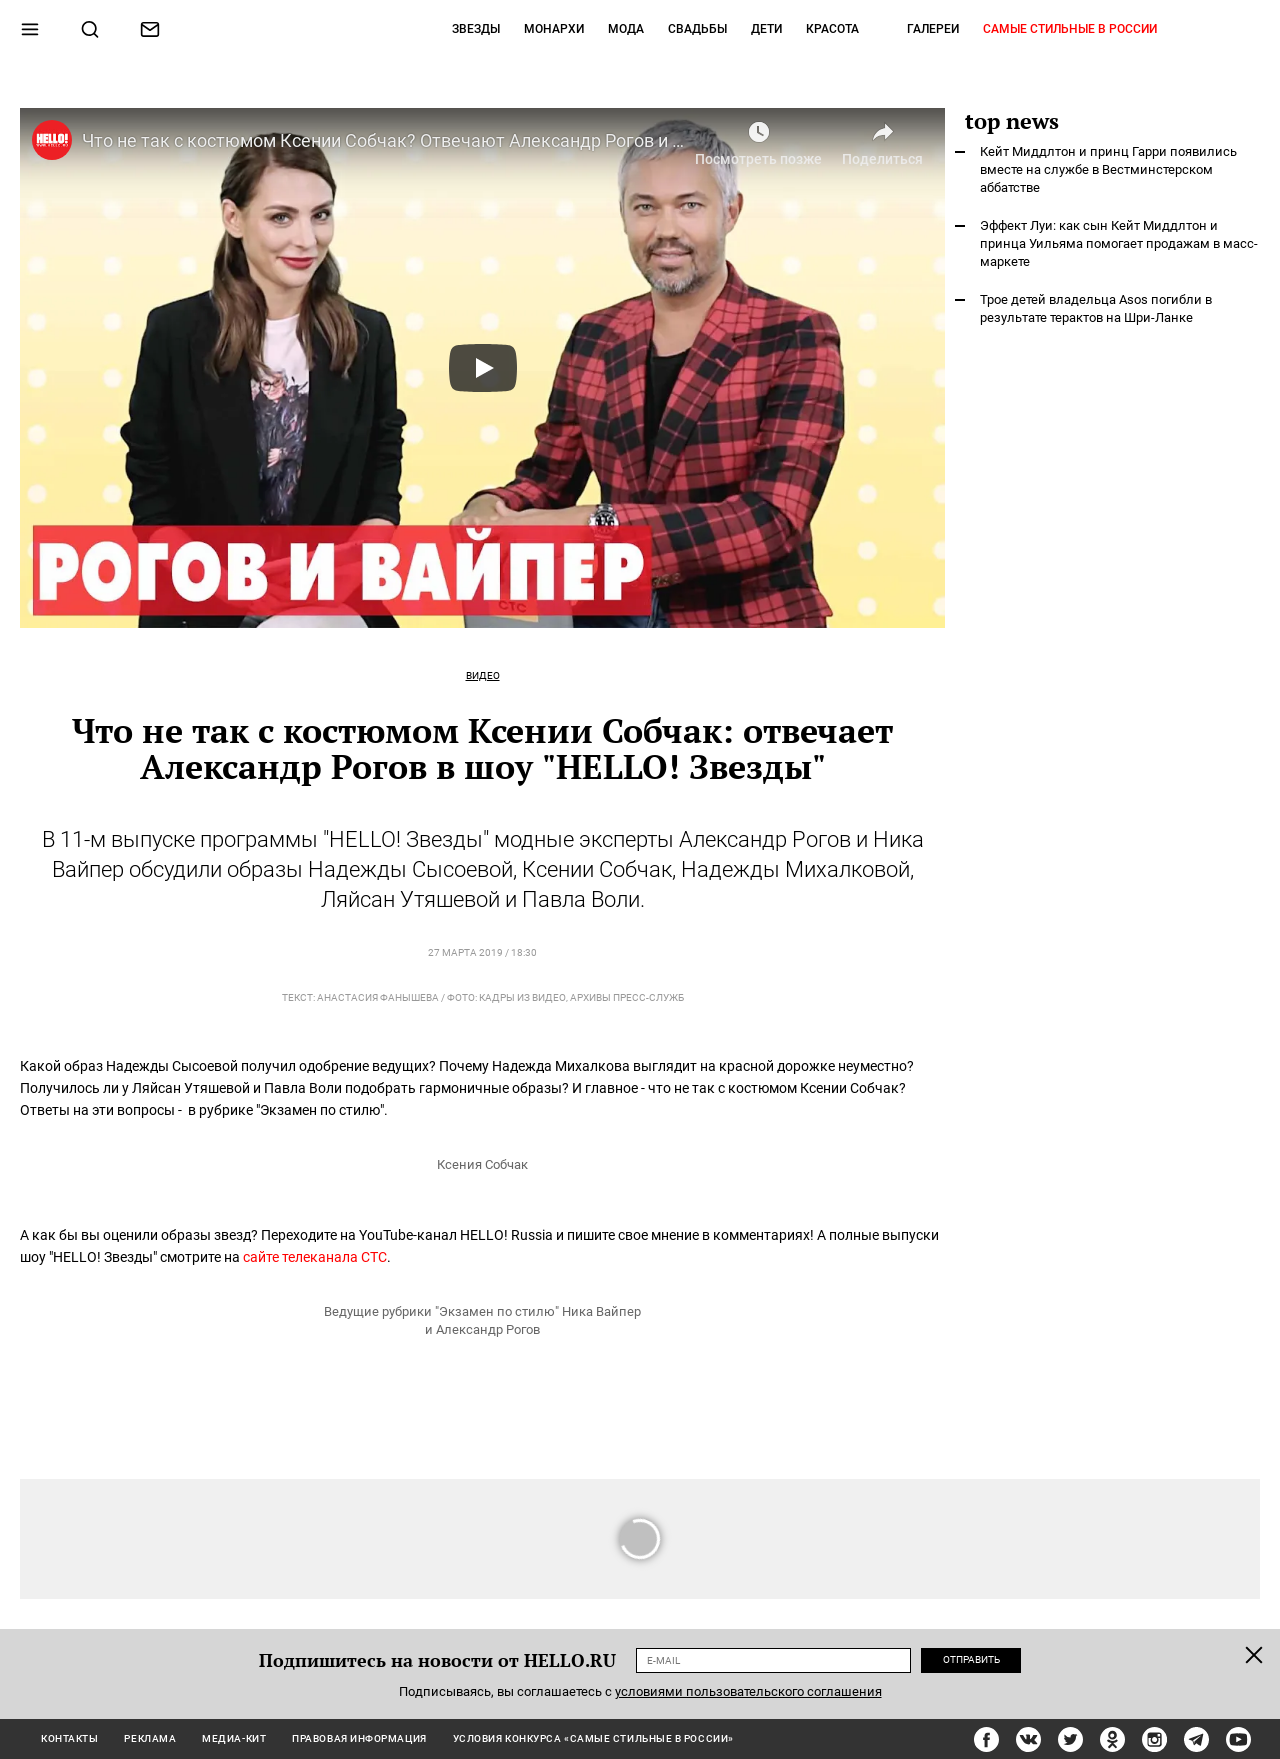 ЗВЕЗДЫ МОНАРХИ МОДА СВАДЬБЫ ДЕТИ КРАСОТА ГАЛЕРЕИ САМЫЕ СТИЛЬНЫЕ В РОССИИ
HELLO!
Что не так с костюмом Ксении Собчак? Отвечают Александр Рогов и ...
Посмотреть позже Поделиться
РОГОВ И ВАЙПЕР
СТС
top news
Кейт Миддлтон и принц Гарри появились
вместе на службе в Вестминстерском
аббатстве
Эффект Луи: как сын Кейт Миддлтон и
принца Уильяма помогает продажам в масс-
маркете
Трое детей владельца Asos погибли в
результате терактов на Шри-Ланке
ВИДЕО
Что не так с костюмом Ксении Собчак: отвечает
Александр Рогов в шоу "HELLO! Звезды"
В 11-м выпуске программы "HELLO! Звезды" модные эксперты Александр Рогов и Ника
Вайпер обсудили образы Надежды Сысоевой, Ксении Собчак, Надежды Михалковой,
Ляйсан Утяшевой и Павла Воли.
27 МАРТА 2019 / 18:30
ТЕКСТ: АНАСТАСИЯ ФАНЫШЕВА / ФОТО: КАДРЫ ИЗ ВИДЕО, АРХИВЫ ПРЕСС-СЛУЖБ
Какой образ Надежды Сысоевой получил одобрение ведущих? Почему Надежда Михалкова выглядит на красной дорожке неуместно?
Получилось ли у Ляйсан Утяшевой и Павла Воли подобрать гармоничные образы? И главное - что не так с костюмом Ксении Собчак?
Ответы на эти вопросы - в рубрике "Экзамен по стилю".
Ксения Собчак
А как бы вы оценили образы звезд? Переходите на YouTube-канал HELLO! Russia и пишите свое мнение в комментариях! А полные выпуски
шоу "HELLO! Звезды" смотрите на сайте телеканала СТС.
Ведущие рубрики "Экзамен по стилю" Ника Вайпер
и Александр Рогов
Подпишитесь на новости от HELLO.RU
E-MAIL
ОТПРАВИТЬ
Подписываясь, вы соглашаетесь с условиями пользовательского соглашения
КОНТАКТЫ РЕКЛАМА МЕДИА-КИТ ПРАВОВАЯ ИНФОРМАЦИЯ УСЛОВИЯ КОНКУРСА «САМЫЕ СТИЛЬНЫЕ В РОССИИ»